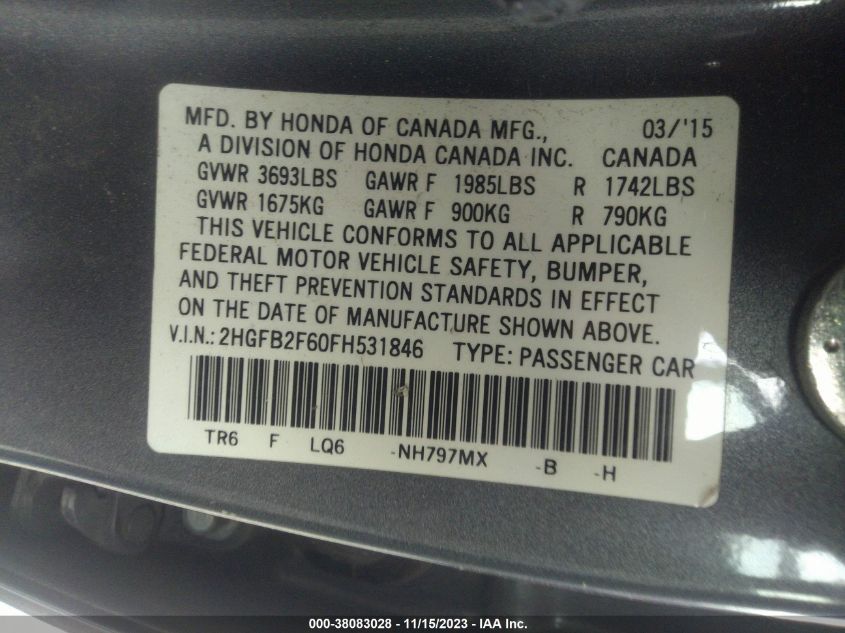 MFD. BY HONDA OF CANADA MFG., 03/'15
A DIVISION OF HONDA CANADA INC. CANADA
GVWR 3693LBS GAWR F 1985LBS R 1742LBS
GVWR 1675KG GAWR F 900KG R 790KG
THIS VEHICLE CONFORMS TO ALL APPLICABLE
FEDERAL MOTOR VEHICLE SAFETY, BUMPER,
AND THEFT PREVENTION STANDARDS IN EFFECT
ON THE DATE OF MANUFACTURE SHOWN ABOVE.
V.I.N.: 2HGFB2F60FH531846 TYPE: PASSENGER CAR
TR6 F LQ6 -NH797MX -B -H
000-38083028 - 11/15/2023 - IAA Inc.